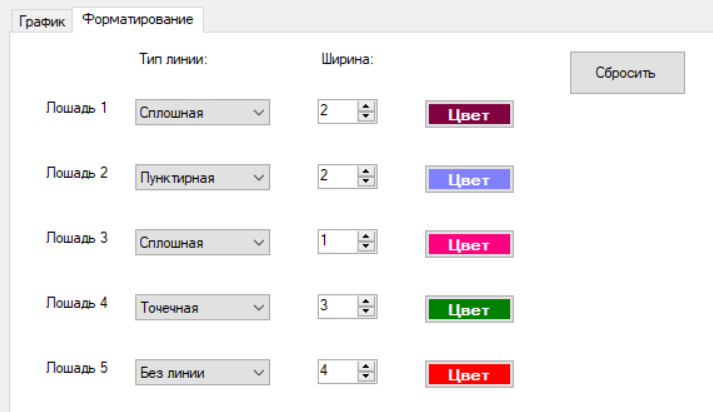 График Форматирование
Тип линии: Ширина: Сбросить
Лошадь 1 Сплошная 2 Цвет
Лошадь 2 Пунктирная 2 Цвет
Лошадь 3 Сплошная 1 Цвет
Лошадь 4 Точечная 3 Цвет
Лошадь 5 Без линии 4 Цвет